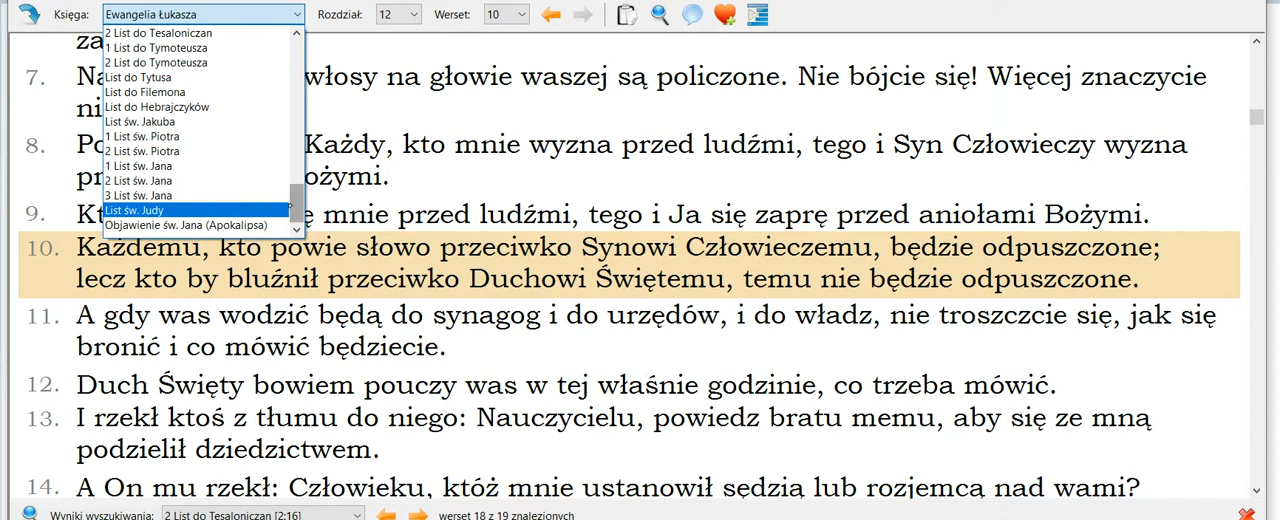 Księga: Ewangelia Łukasza Rozdział: 12 Werset: 10
2 List do Tesaloniczan
1 List do Tymoteusza
2 List do Tymoteusza
List do Tytusa
List do Filemona
List do Hebrajczyków
List św. Jakuba
1 List św. Piotra
2 List św. Piotra
1 List św. Jana
2 List św. Jana
3 List św. Jana
List św. Judy
Objawienie św. Jana (Apokalipsa)
za
7. Na włosy na głowie waszej są policzone. Nie bójcie się! Więcej znaczycie
ni
8. Po Każdy, kto mnie wyzna przed ludźmi, tego i Syn Człowieczy wyzna
pr ożymi.
9. Kt ę mnie przed ludźmi, tego i Ja się zaprę przed aniołami Bożymi.
10. Każdemu, kto powie słowo przeciwko Synowi Człowieczemu, będzie odpuszczone;
lecz kto by bluźnił przeciwko Duchowi Świętemu, temu nie będzie odpuszczone.
11. A gdy was wodzić będą do synagog i do urzędów, i do władz, nie troszczcie się, jak się
bronić i co mówić będziecie.
12. Duch Święty bowiem pouczy was w tej właśnie godzinie, co trzeba mówić.
13. I rzekł ktoś z tłumu do niego: Nauczycielu, powiedz bratu memu, aby się ze mną
podzielił dziedzictwem.
14. A On mu rzekł: Człowieku, któż mnie ustanowił sędzią lub rozjemcą nad wami?
Wyniki wyszukiwania: 2 List do Tesaloniczan [2:16] werset 18 z 19 znalezionych